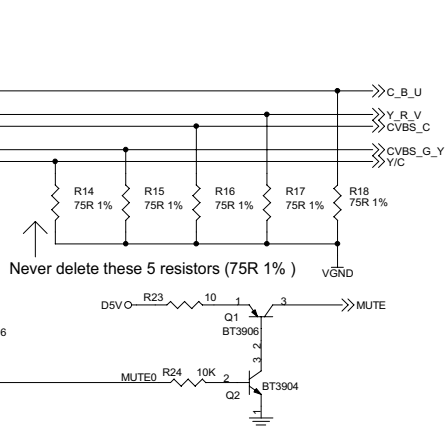 C_B_U
Y_R_V
CVBS_C
CVBS_G_Y
Y/C
R14
75R 1%
R15
75R 1%
R16
75R 1%
R17
75R 1%
R18
75R 1%
Never delete these 5 resistors (75R 1% )
VGND
D5V
R23
10
1
3
MUTE
Q1
BT3906
2
6
3
MUTE0
R24
10K
2
BT3904
Q2
1